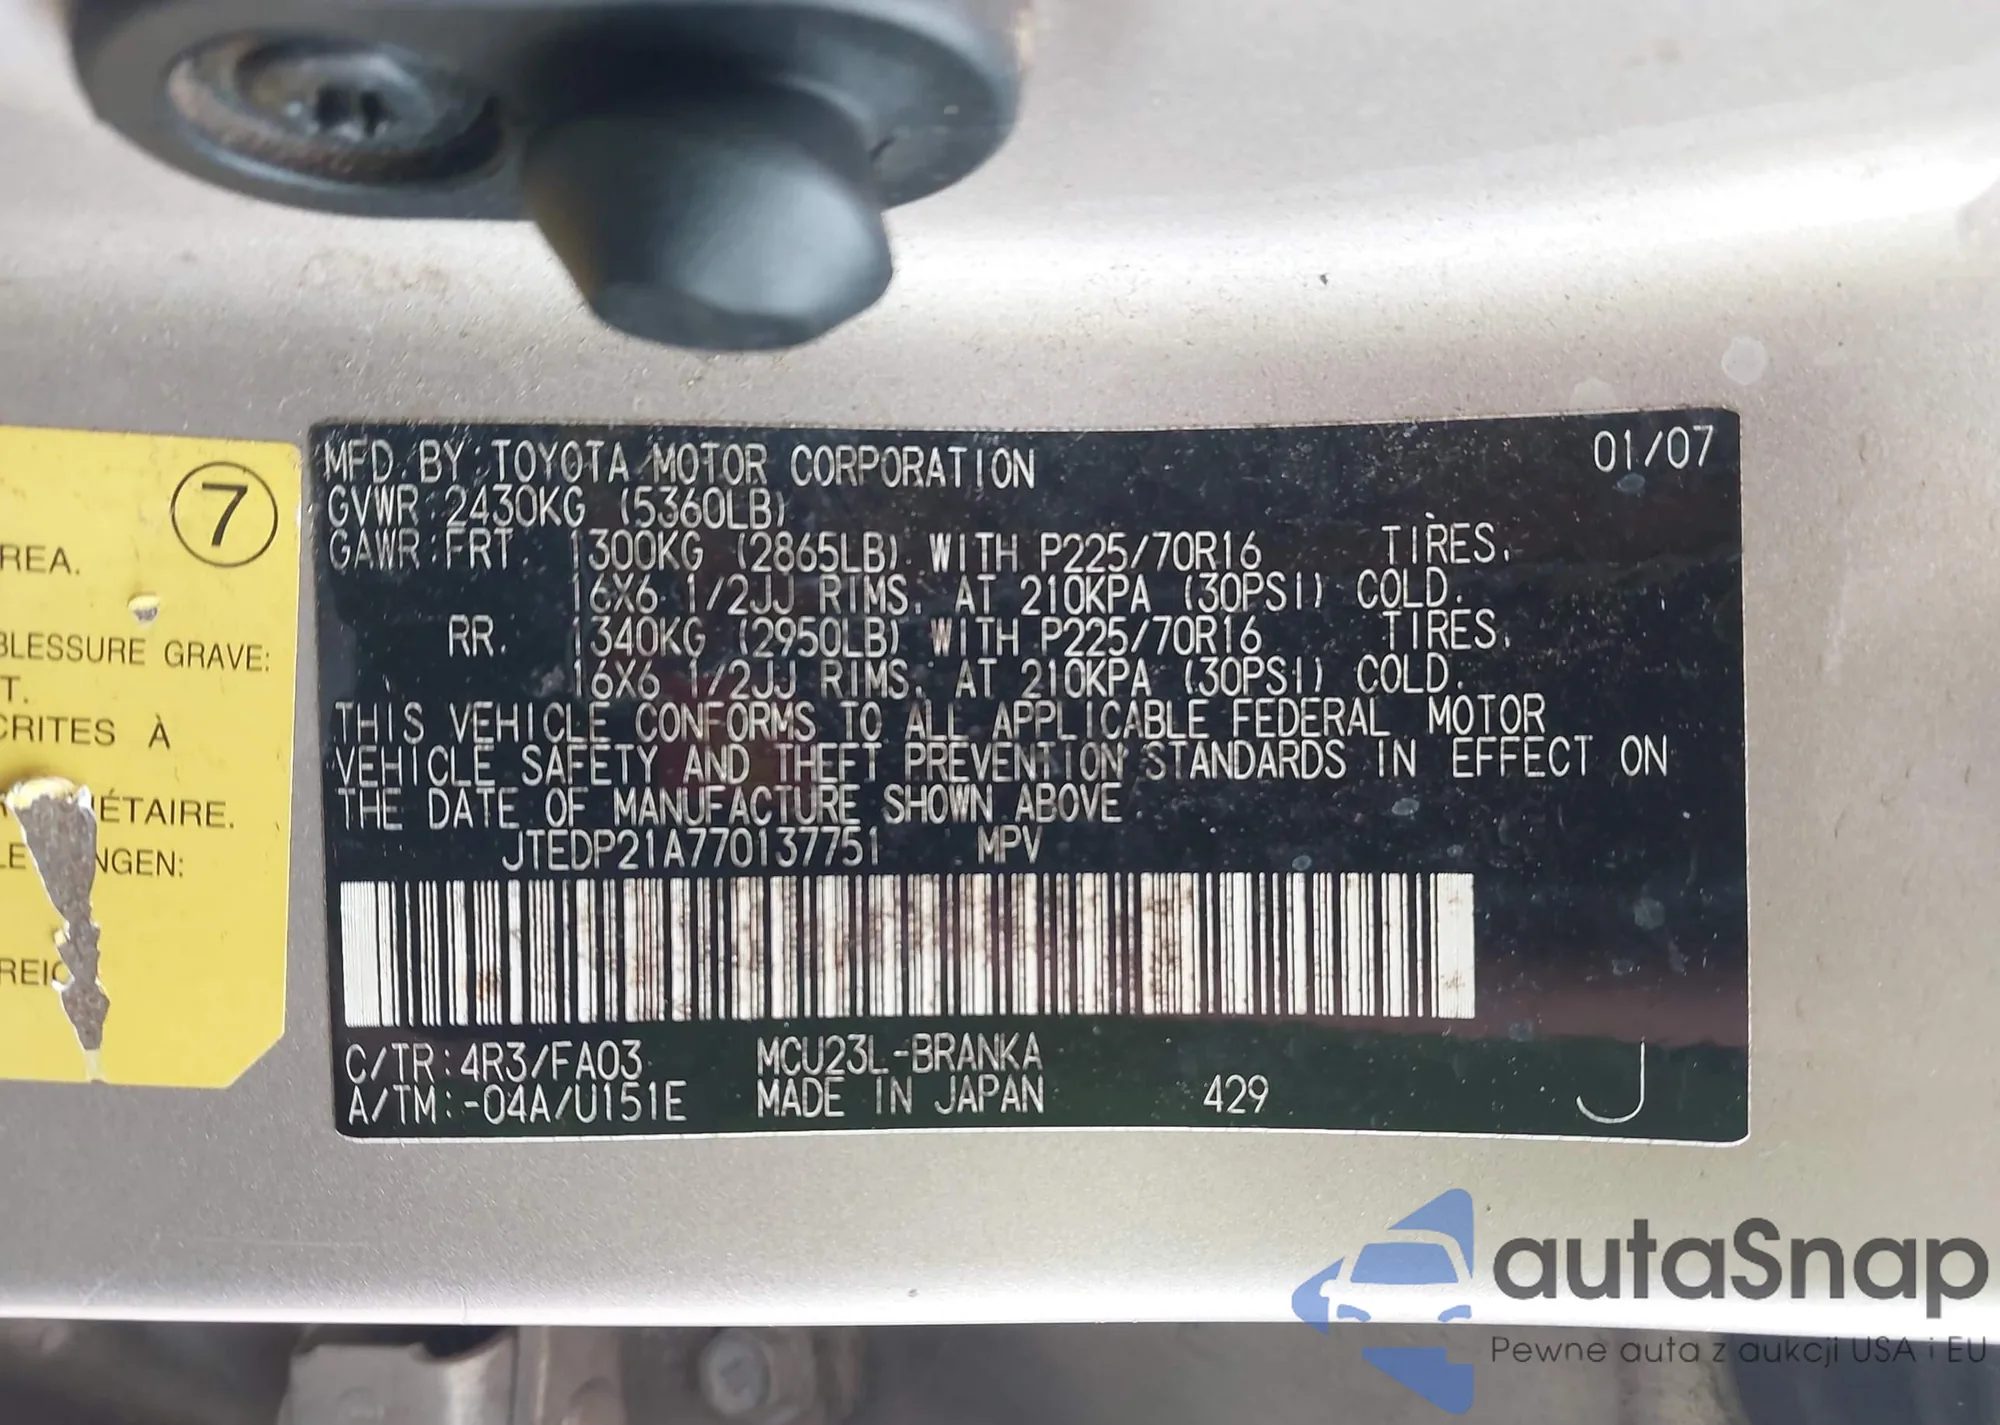 7
REA.
BLESSURE GRAVE:
T.
CRITES À
ÉTAIRE.
LE
NGEN:
REIC
MFD. BY: TOYOTA MOTOR CORPORATION 01/07
GVWR 2430KG (5360LB)
GAWR FRT. 1300KG (2865LB) WITH P225/70R16 TIRES,
16X6 1/2JJ RIMS, AT 210KPA (30PSI) COLD.
RR. 1340KG (2950LB) WITH P225/70R16 TIRES,
16X6 1/2JJ RIMS, AT 210KPA (30PSI) COLD.
THIS VEHICLE CONFORMS TO ALL APPLICABLE FEDERAL MOTOR
VEHICLE SAFETY AND THEFT PREVENTION STANDARDS IN EFFECT ON
THE DATE OF MANUFACTURE SHOWN ABOVE.
JTEDP21A770137751 MPV
C/TR: 4R3/FA03 MCU23L-BRANKA
A/TM:-04A/U151E MADE IN JAPAN 429 J
autaSnap
Pewne auta z aukcji USA i EU